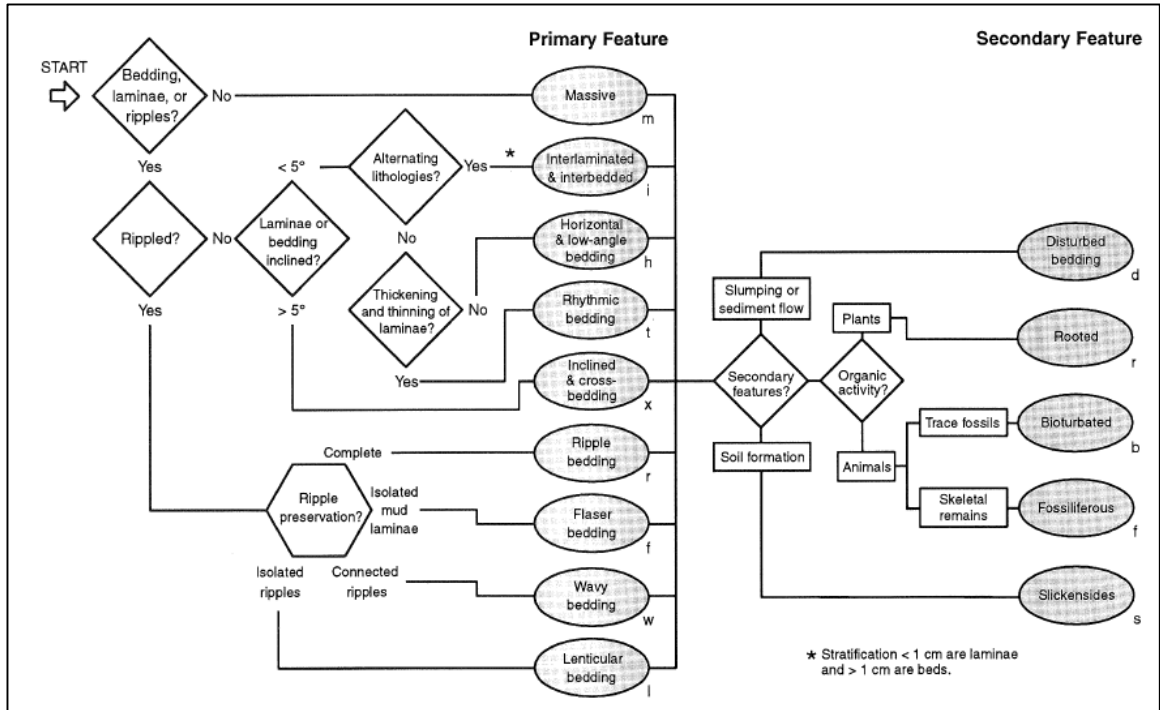 Primary Feature
Secondary Feature
START
Bedding,
laminae, or
ripples?
No
Massive
m
Yes
< 5°
Alternating
lithologies?
Yes
*
Interlaminated
& interbedded
i
Rippled?
No
Laminae or
bedding
inclined?
No
Horizontal
& low-angle
bedding
h
Yes
> 5°
Thickening
and thinning of
laminae?
No
Rhythmic
bedding
t
Yes
Inclined
& cross-
bedding
x
Complete
Ripple
bedding
r
Ripple
preservation?
Isolated
mud
laminae
Flaser
bedding
f
Isolated
ripples
Connected
ripples
Wavy
bedding
w
Lenticular
bedding
l
Slumping or
sediment flow
Disturbed
bedding
d
Plants
Rooted
r
Secondary
features?
Organic
activity?
Trace fossils
Bioturbated
b
Soil formation
Animals
Skeletal
remains
Fossiliferous
f
Slickensides
s
* Stratification < 1 cm are laminae
and > 1 cm are beds.